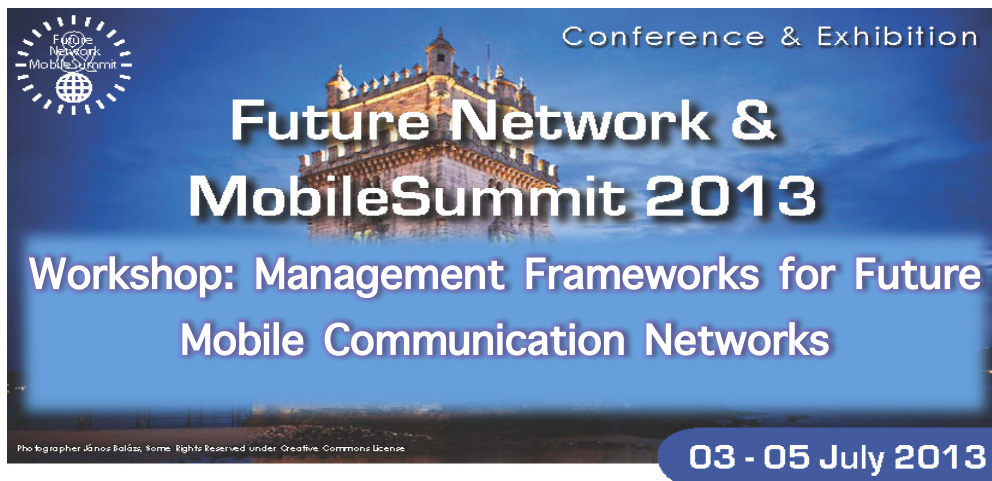 Future
Network
&
MobileSummit
Conference & Exhibition
Future Network &
MobileSummit 2013
Workshop: Management Frameworks for Future
Mobile Communication Networks
Photographer János Balázs, Some Rights Reserved under Creative Commons License
03 - 05 July 2013